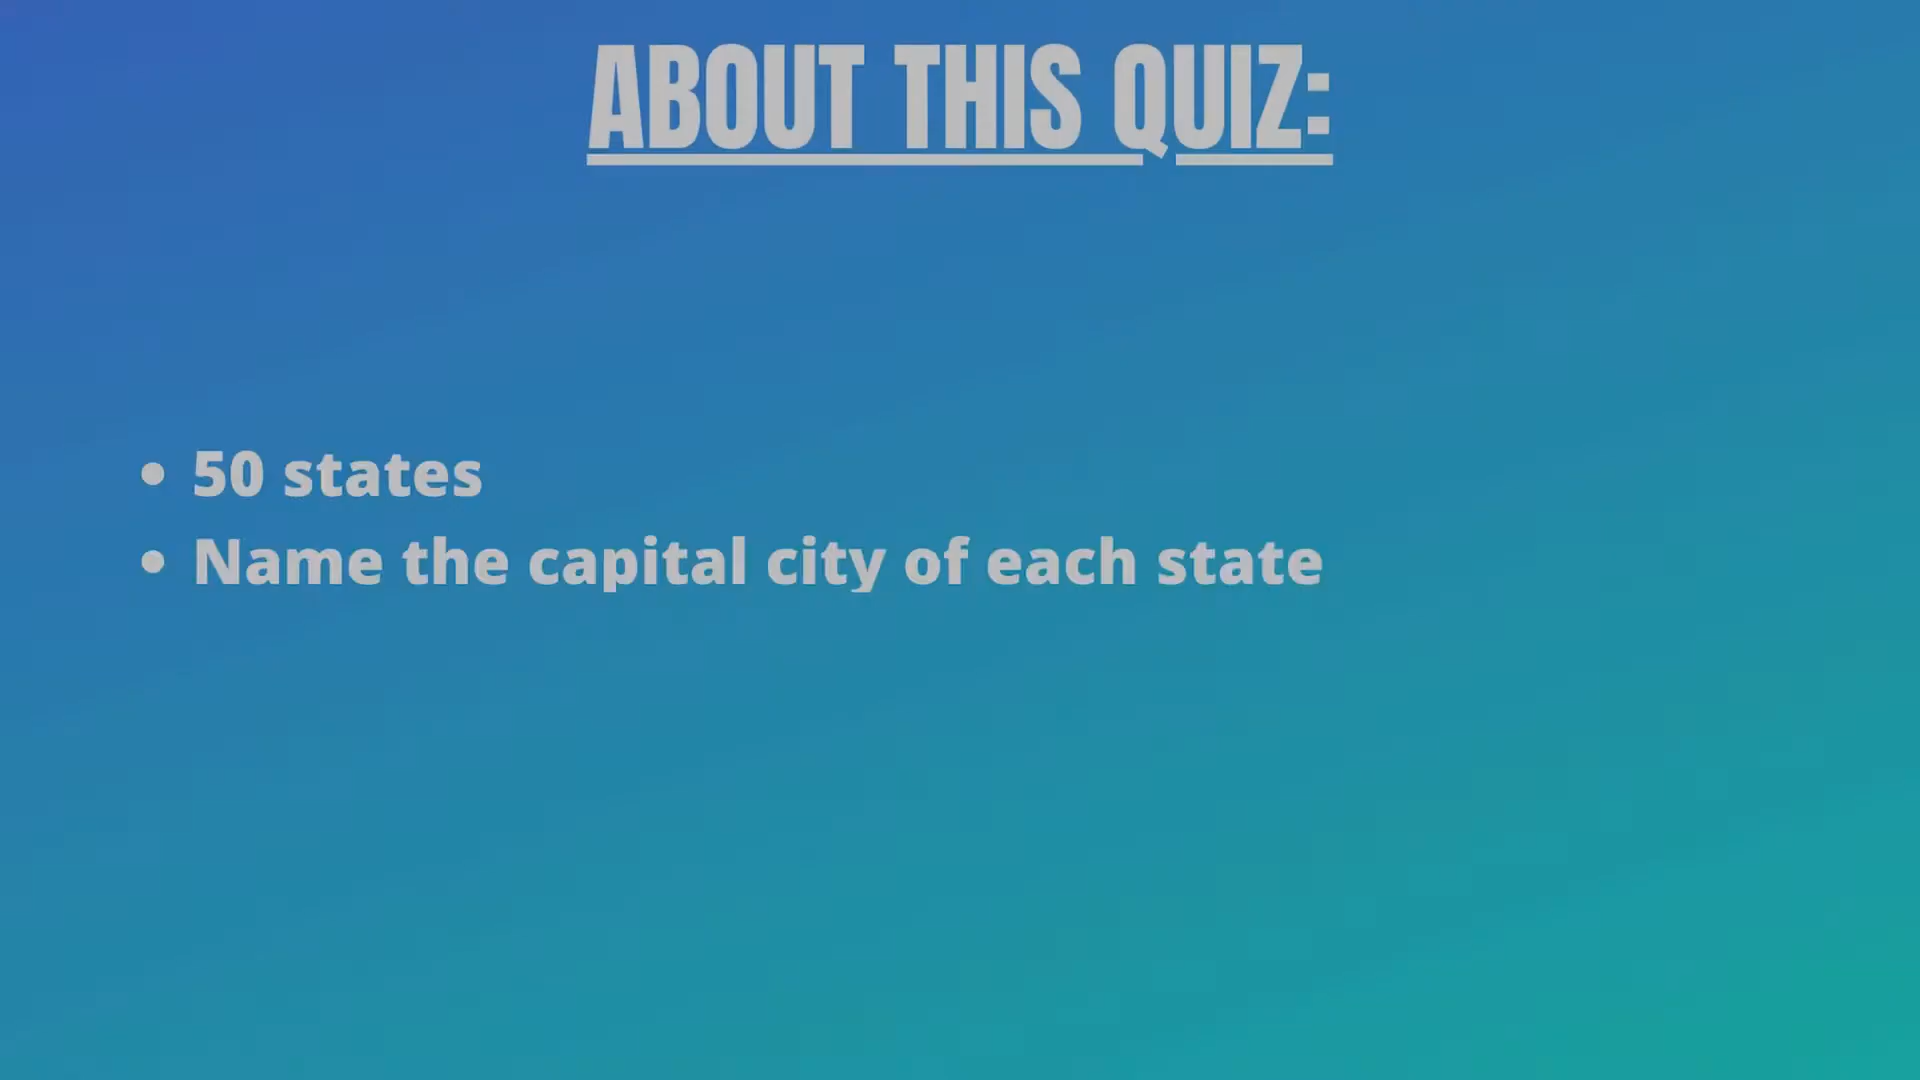 ABOUT THIS QUIZ:
• 50 states
• Name the capital city of each state